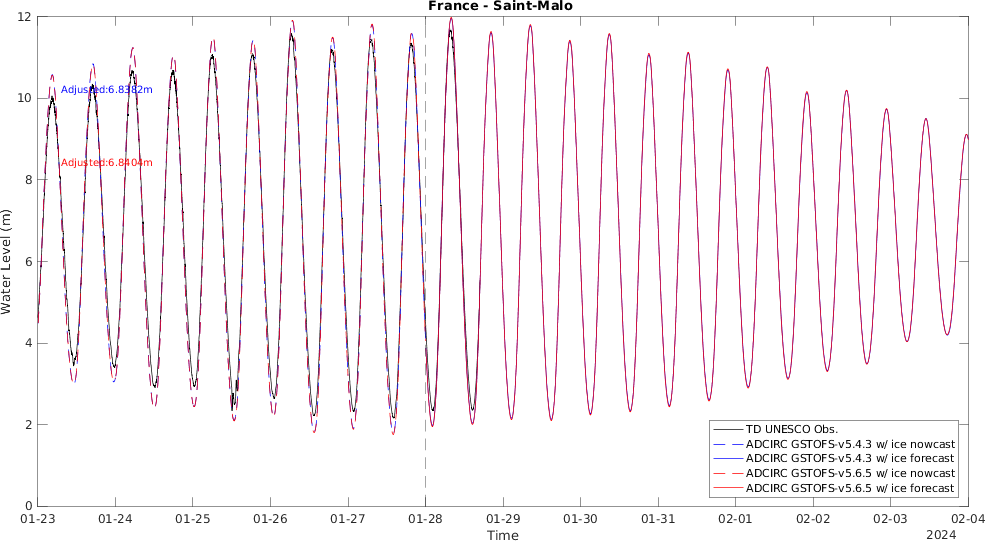 France - Saint-Malo
12
10
8
6
4
2
0
Water Level (m)
Adjusted:6.8382m
Adjusted:6.8404m
TD UNESCO Obs.
ADCIRC GSTOFS-v5.4.3 w/ ice nowcast
ADCIRC GSTOFS-v5.4.3 w/ ice forecast
ADCIRC GSTOFS-v5.6.5 w/ ice nowcast
ADCIRC GSTOFS-v5.6.5 w/ ice forecast
01-23 01-24 01-25 01-26 01-27 01-28 01-29 01-30 01-31 02-01 02-02 02-03 02-04
Time
2024